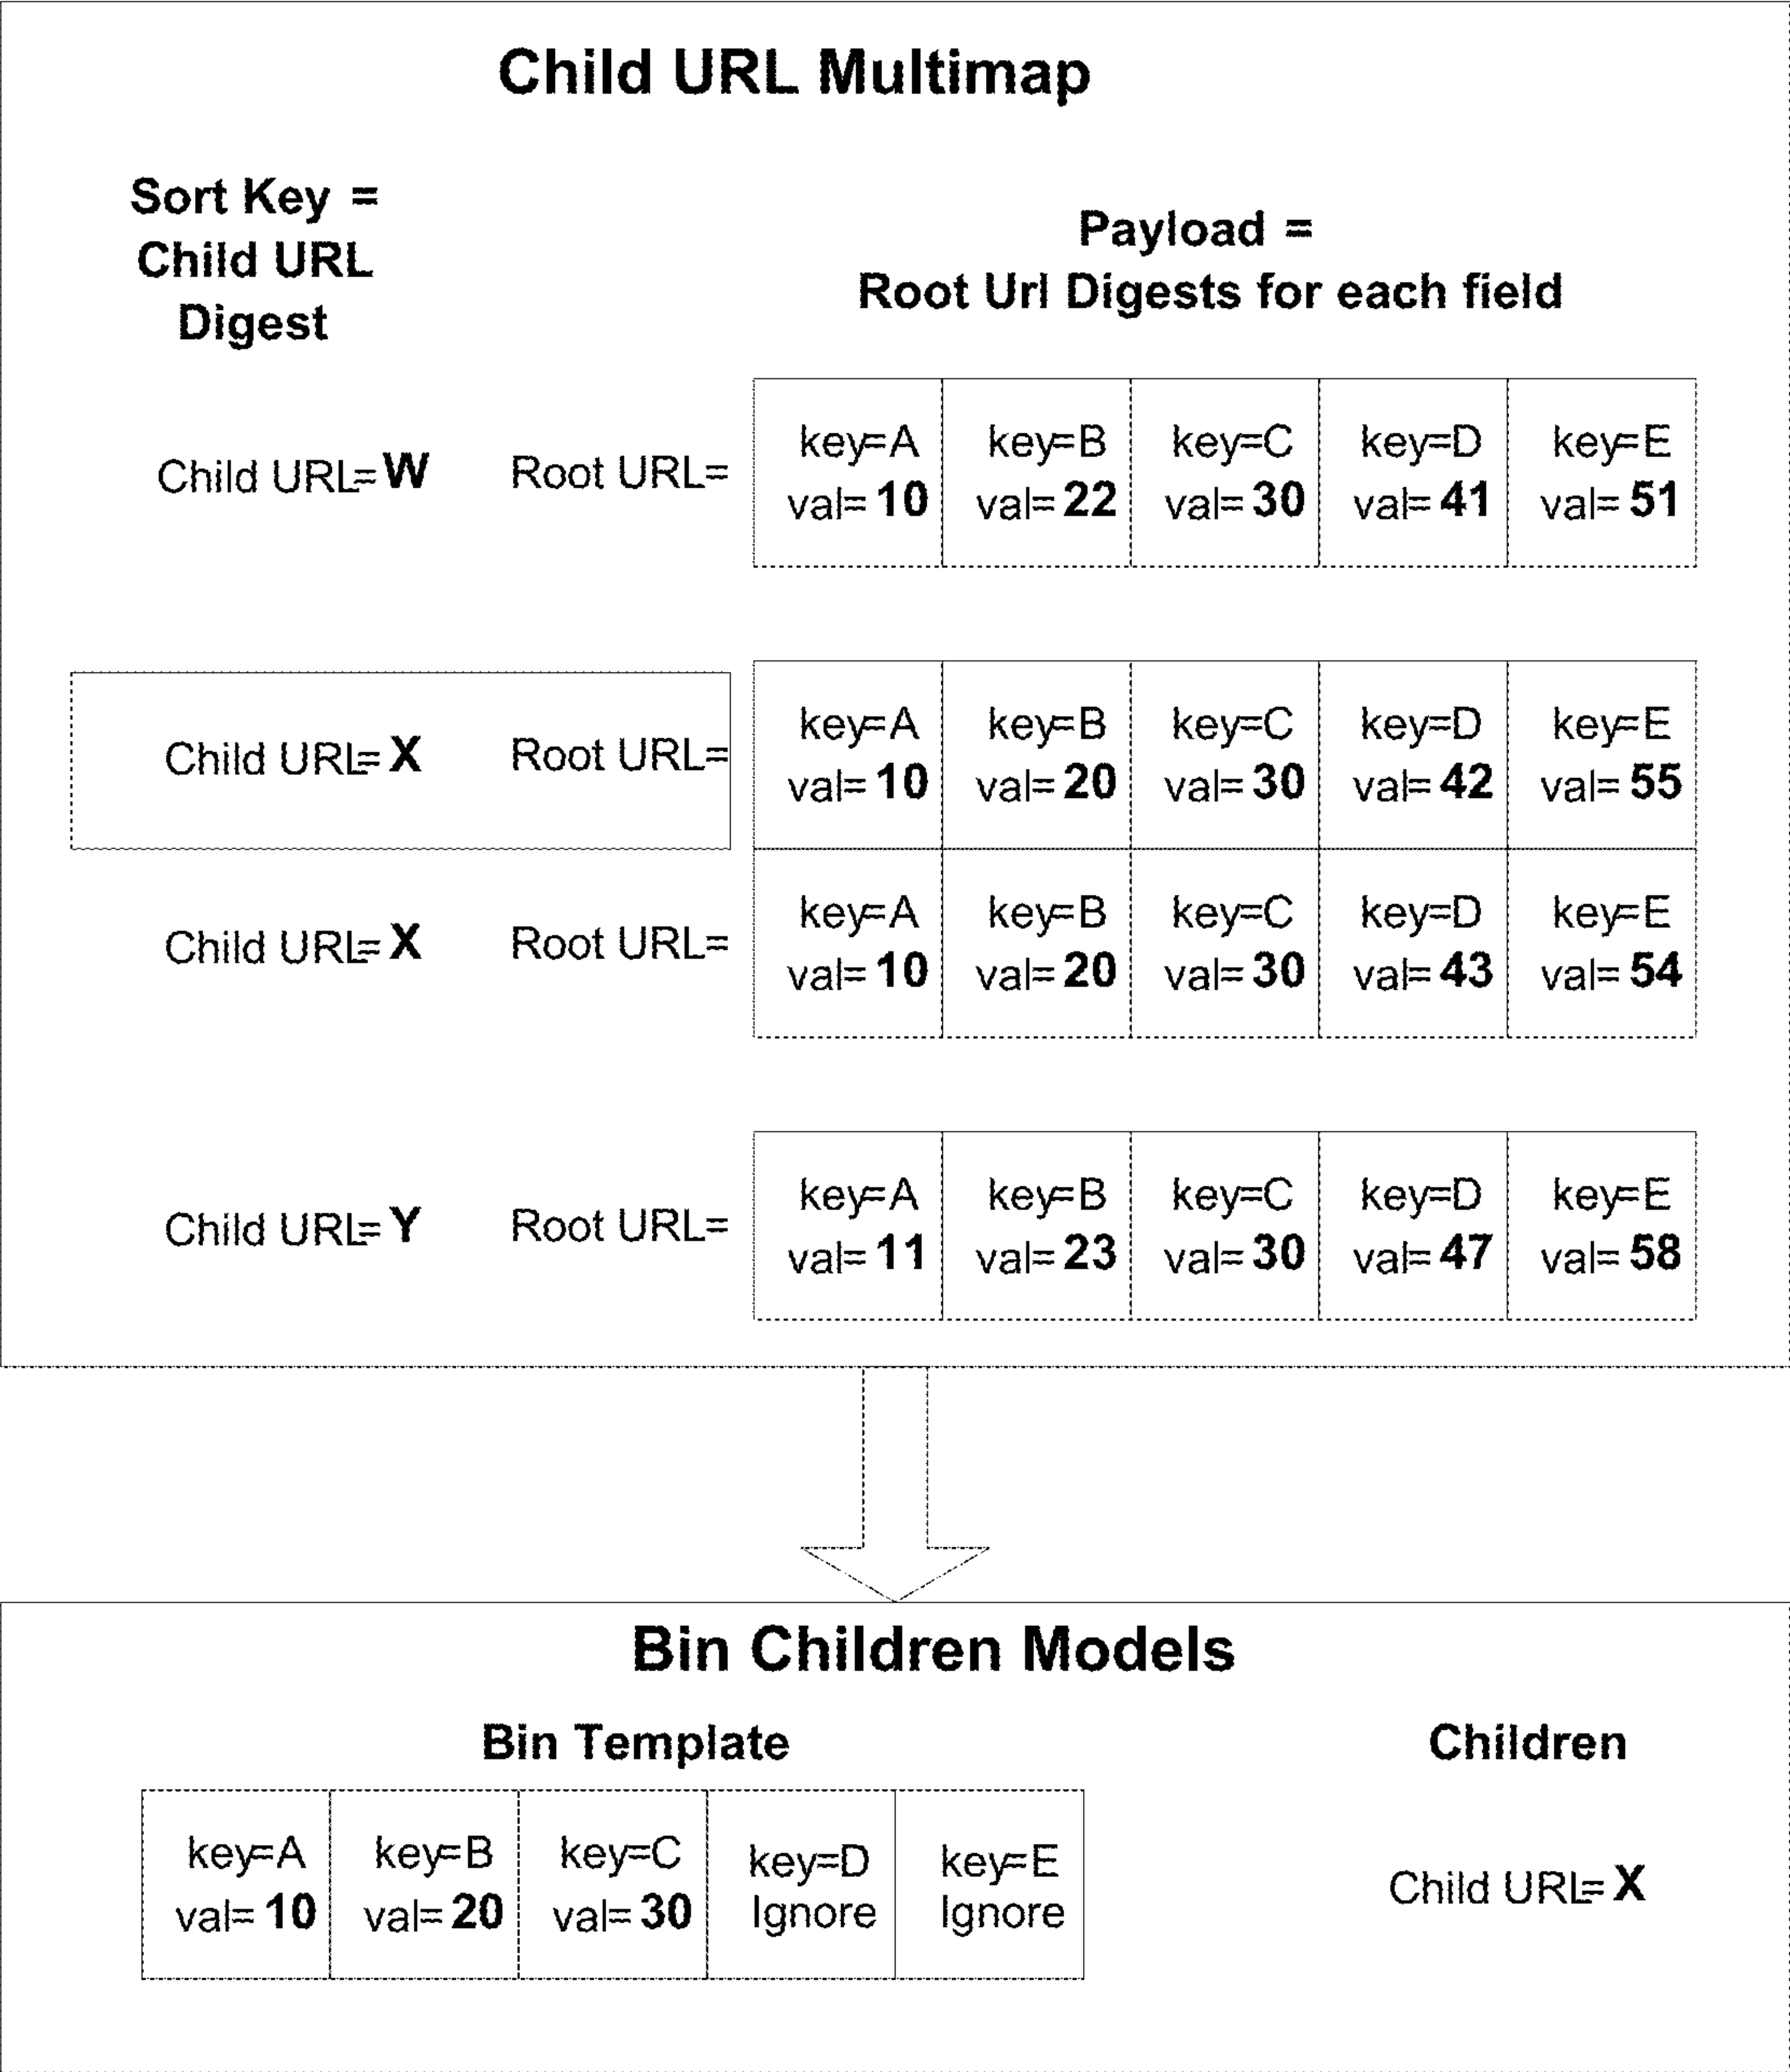 Child URL Multimap
Sort Key =
Child URL
Digest
Payload =
Root Url Digests for each field
Child URL= W Root URL=
key=A key=B key=C key=D key=E
val= 10 val= 22 val= 30 val= 41 val= 51
Child URL= X Root URL=
key=A key=B key=C key=D key=E
val= 10 val= 20 val= 30 val= 42 val= 55
Child URL= X Root URL=
key=A key=B key=C key=D key=E
val= 10 val= 20 val= 30 val= 43 val= 54
Child URL= Y Root URL=
key=A key=B key=C key=D key=E
val= 11 val= 23 val= 30 val= 47 val= 58
Bin Children Models
Bin Template
Children
key=A key=B key=C key=D key=E
val= 10 val= 20 val= 30 Ignore Ignore
Child URL= X